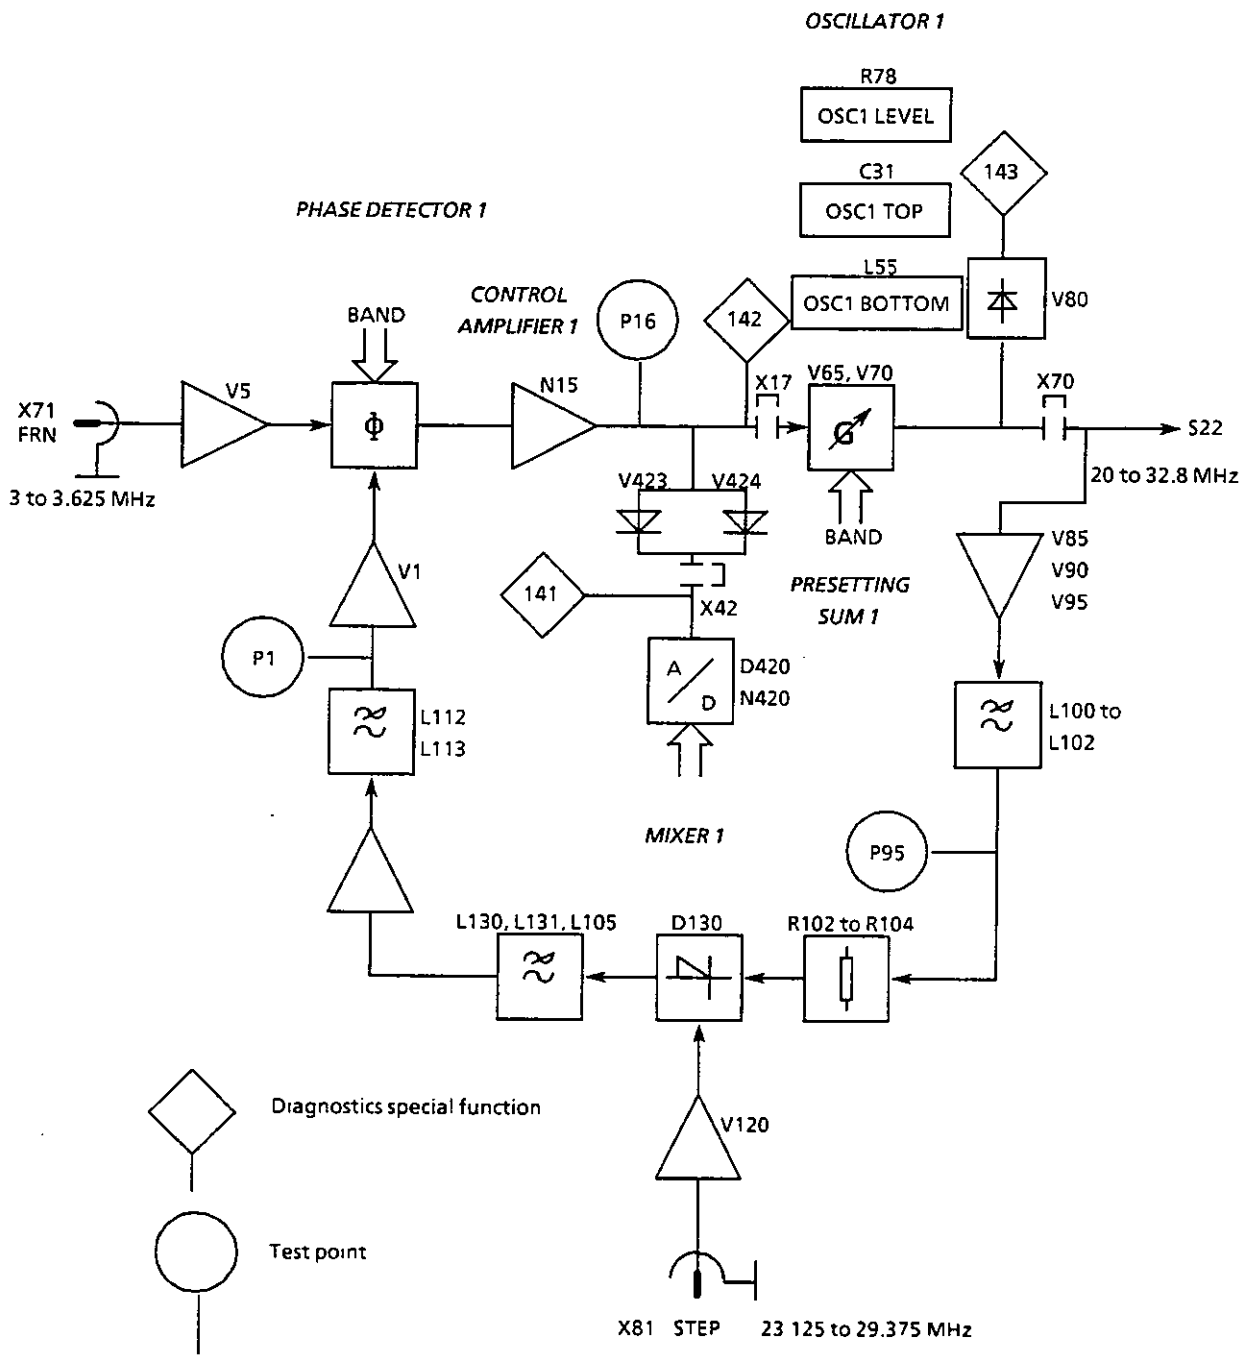 OSCILLATOR 1
R78
OSC1 LEVEL
C31
OSC1 TOP
143
PHASE DETECTOR 1
L55
OSC1 BOTTOM
V80
CONTROL
AMPLIFIER 1
P16
142
BAND
X17
V65, V70
X70
X71
FRN
V5
Φ
N15
G
S22
3 to 3.625 MHz
20 to 32.8 MHz
V423
V424
BAND
V85
V90
V95
V1
141
X42
PRESETTING
SUM 1
P1
A
D
D420
N420
L112
L113
L100 to
L102
MIXER 1
P95
L130, L131, L105
D130
R102 to R104
Diagnostics special function
V120
Test point
X81 STEP 23 125 to 29.375 MHz